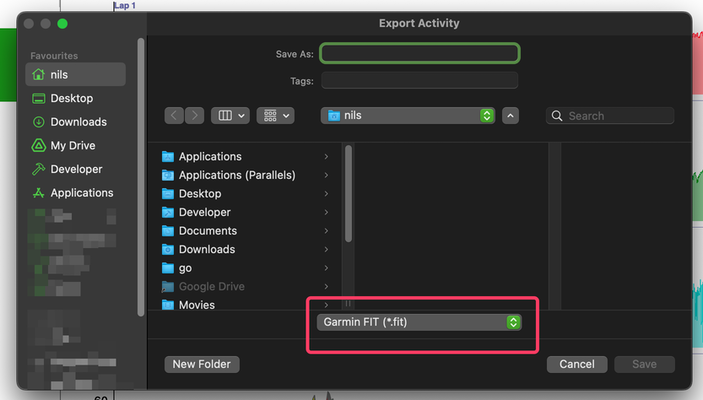 Lap 1
Export Activity
Save As:
Tags:
Favourites
nils
Desktop
Downloads
My Drive
Developer
Applications
nils
Search
Applications
Applications (Parallels)
Desktop
Developer
Documents
Downloads
go
Google Drive
Movies
Garmin FIT (*.fit)
New Folder
Cancel
Save
60